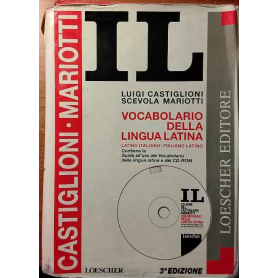 CASTIGLIONI • MARIOTTI
IL
LUIGI CASTIGLIONI
SCEVOLA MARIOTTI
VOCABOLARIO
DELLA
LINGUA LATINA
LATINO ITALIANO • ITALIANO LATINO
Contiene la
Guida all'uso del Vocabolario
della lingua latina e del CD-ROM
IL
LOESCHER
3ª EDIZIONE
LOESCHER EDITORE